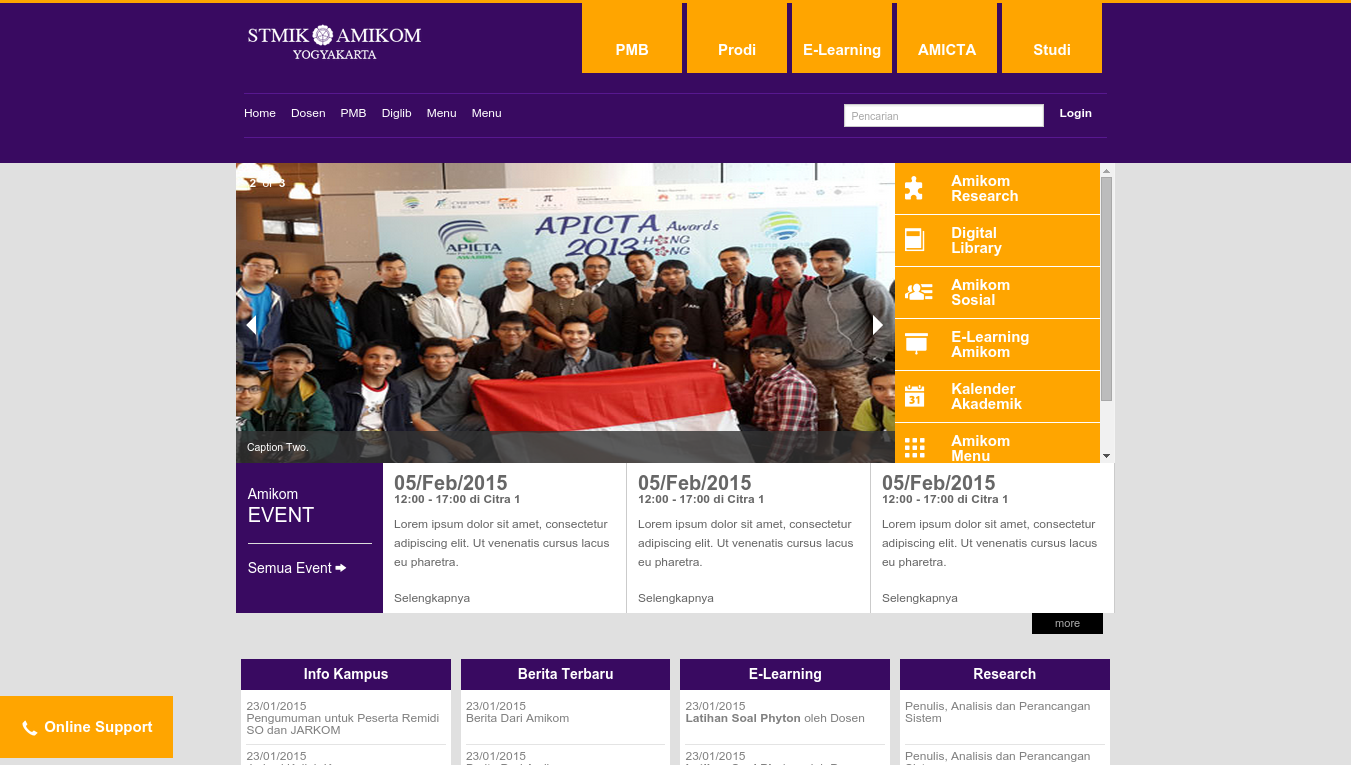 STMIK AMIKOM
YOGYAKARTA
PMB
Prodi
E-Learning
AMICTA
Studi
Home
Dosen
PMB
Diglib
Menu
Menu
Pencarian
Login
2 of 3
APICTA Awards
2013 HONG
KONG
APICTA
AWARDS
Caption Two.
Amikom
Research
Digital
Library
Amikom
Sosial
E-Learning
Amikom
31
Kalender
Akademik
Amikom
Menu
Amikom
EVENT
Semua Event
05/Feb/2015
12:00 - 17:00 di Citra 1
Lorem ipsum dolor sit amet, consectetur
adipiscing elit. Ut venenatis cursus lacus
eu pharetra.
Selengkapnya
05/Feb/2015
12:00 - 17:00 di Citra 1
Lorem ipsum dolor sit amet, consectetur
adipiscing elit. Ut venenatis cursus lacus
eu pharetra.
Selengkapnya
05/Feb/2015
12:00 - 17:00 di Citra 1
Lorem ipsum dolor sit amet, consectetur
adipiscing elit. Ut venenatis cursus lacus
eu pharetra.
Selengkapnya
more
Info Kampus
23/01/2015
Pengumuman untuk Peserta Remidi
SO dan JARKOM
23/01/2015
Berita Terbaru
23/01/2015
Berita Dari Amikom
23/01/2015
E-Learning
23/01/2015
Latihan Soal Phyton oleh Dosen
23/01/2015
Research
Penulis, Analisis dan Perancangan
Sistem
Penulis, Analisis dan Perancangan
Online Support